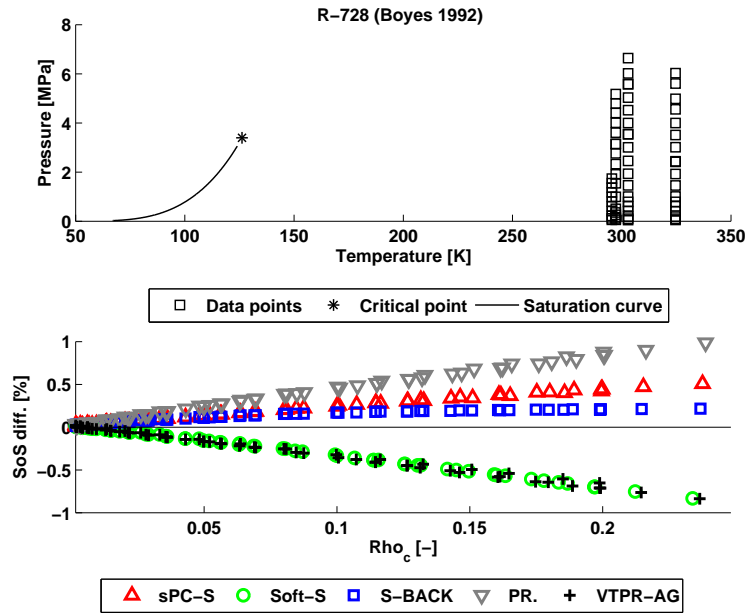 R-728 (Boyes 1992)
Pressure [MPa]
8
6
4
2
0
50 100 150 200 250 300 350
Temperature [K]
Data points Critical point Saturation curve
SoS diff. [%]
1
0.5
0
−0.5
−1
0.05 0.1 0.15 0.2
Rho_c [-]
sPC-S Soft-S S-BACK PR. VTPR-AG